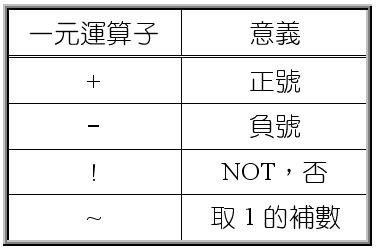 一元運算子 意義
+ 正號
- 負號
! NOT，否
~ 取 1 的補數